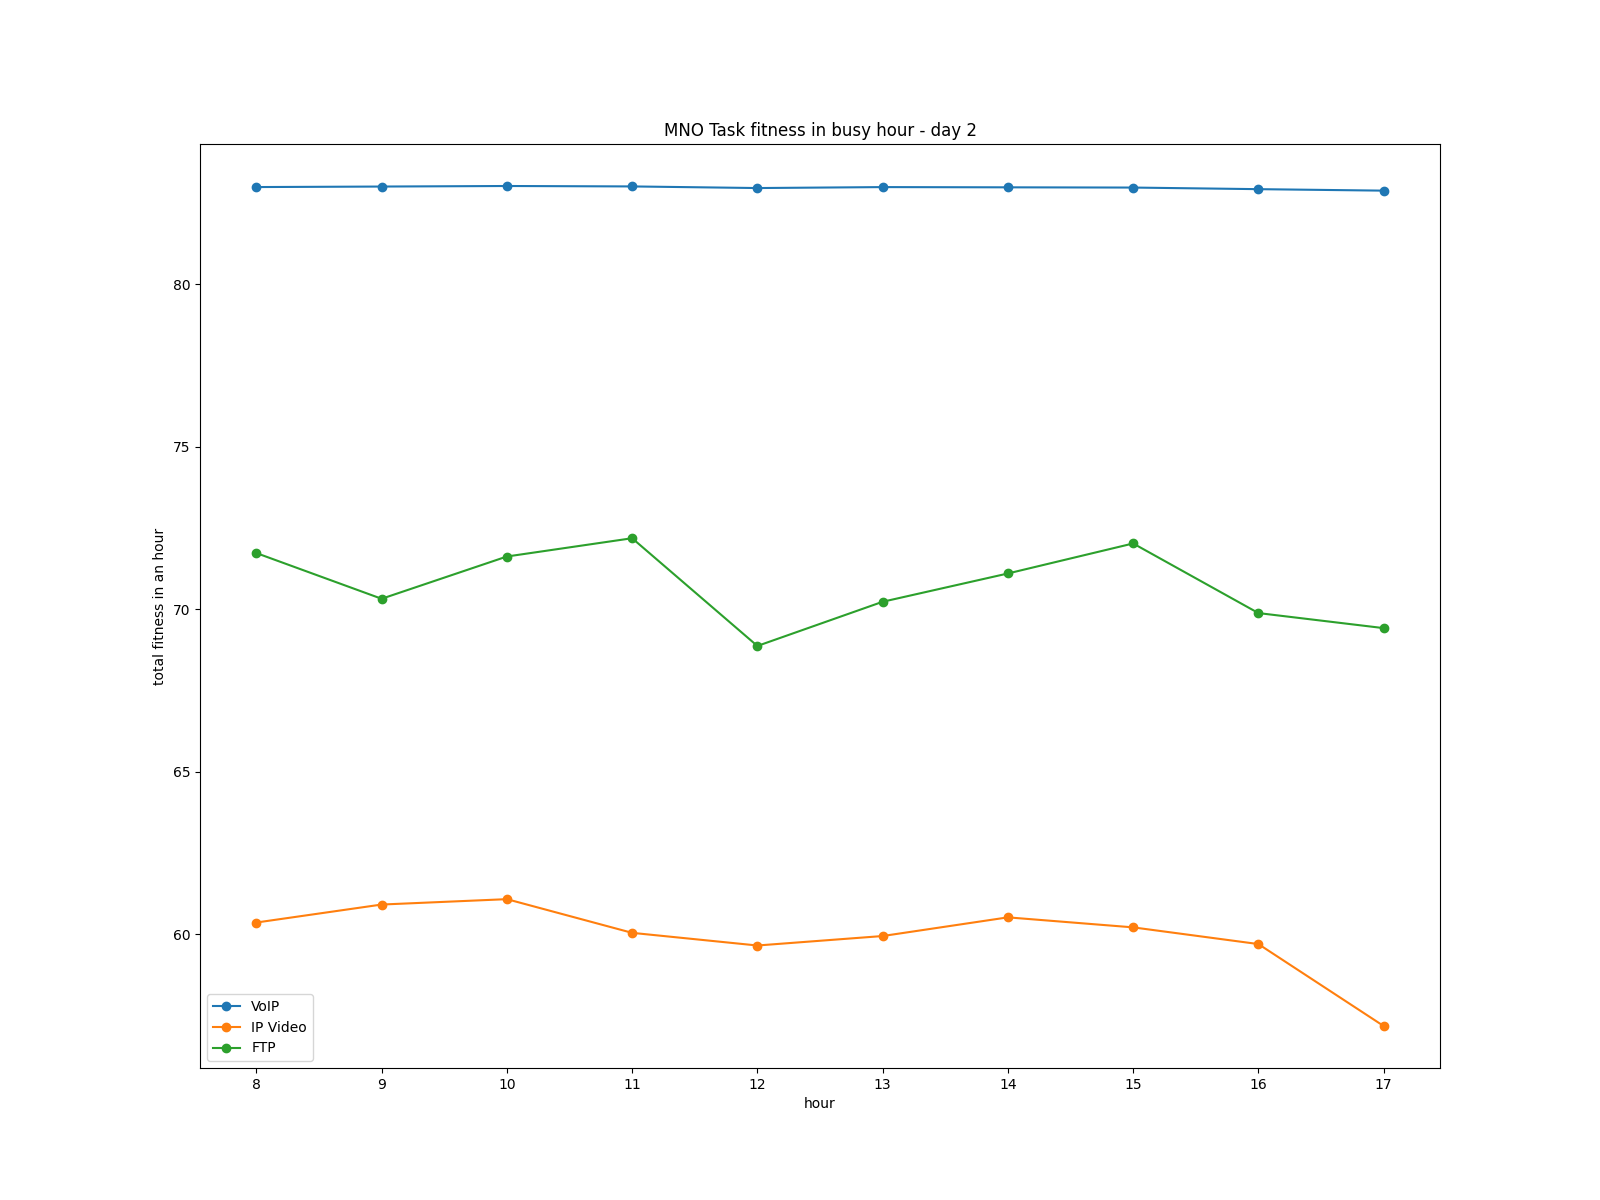 MNO Task fitness in busy hour - day 2
total fitness in an hour
80
75
70
65
60
VoIP
IP Video
FTP
8 9 10 11 12 13 14 15 16 17
hour